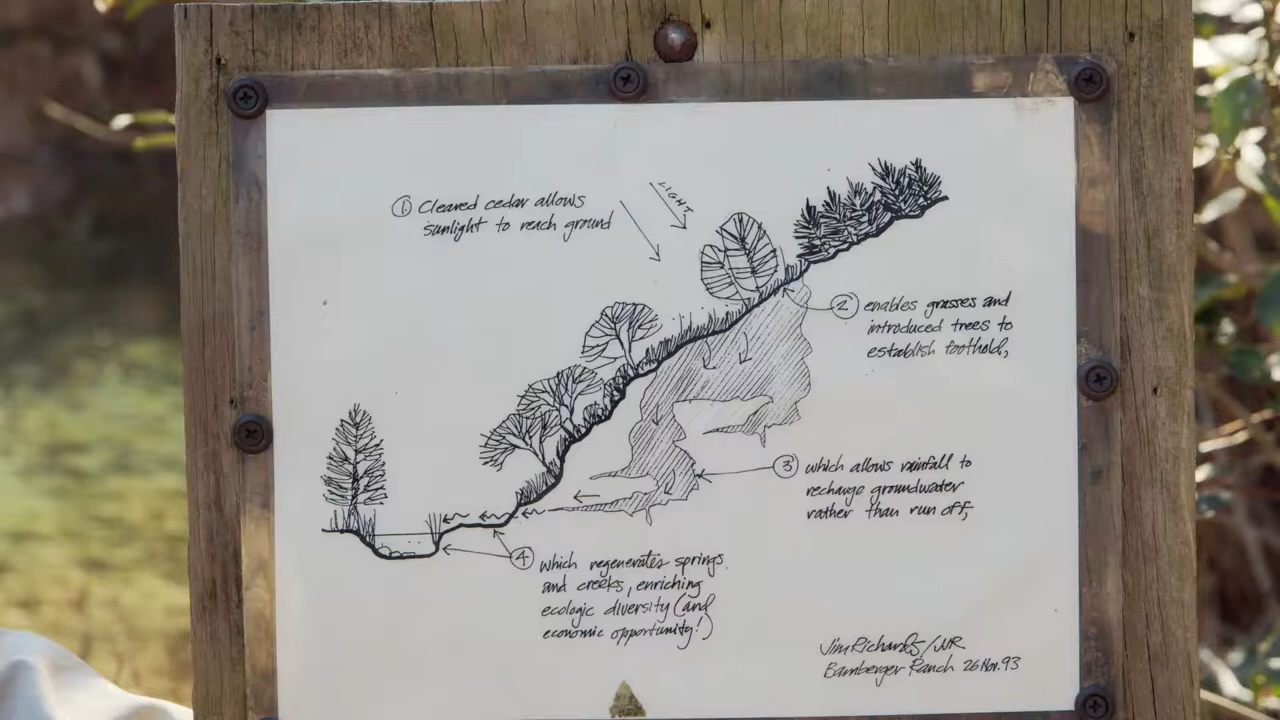 ① Cleared cedar allows
sunlight to reach ground
LIGHT
② enables grasses and
introduced trees to
establish foothold,
③ which allows rainfall to
recharge groundwater
rather than run off,
④ which regenerates springs
and creeks, enriching
ecologic diversity (and
economic opportunity!)
Jim Richards/JJR
Bamberger Ranch 26 Nov. 93